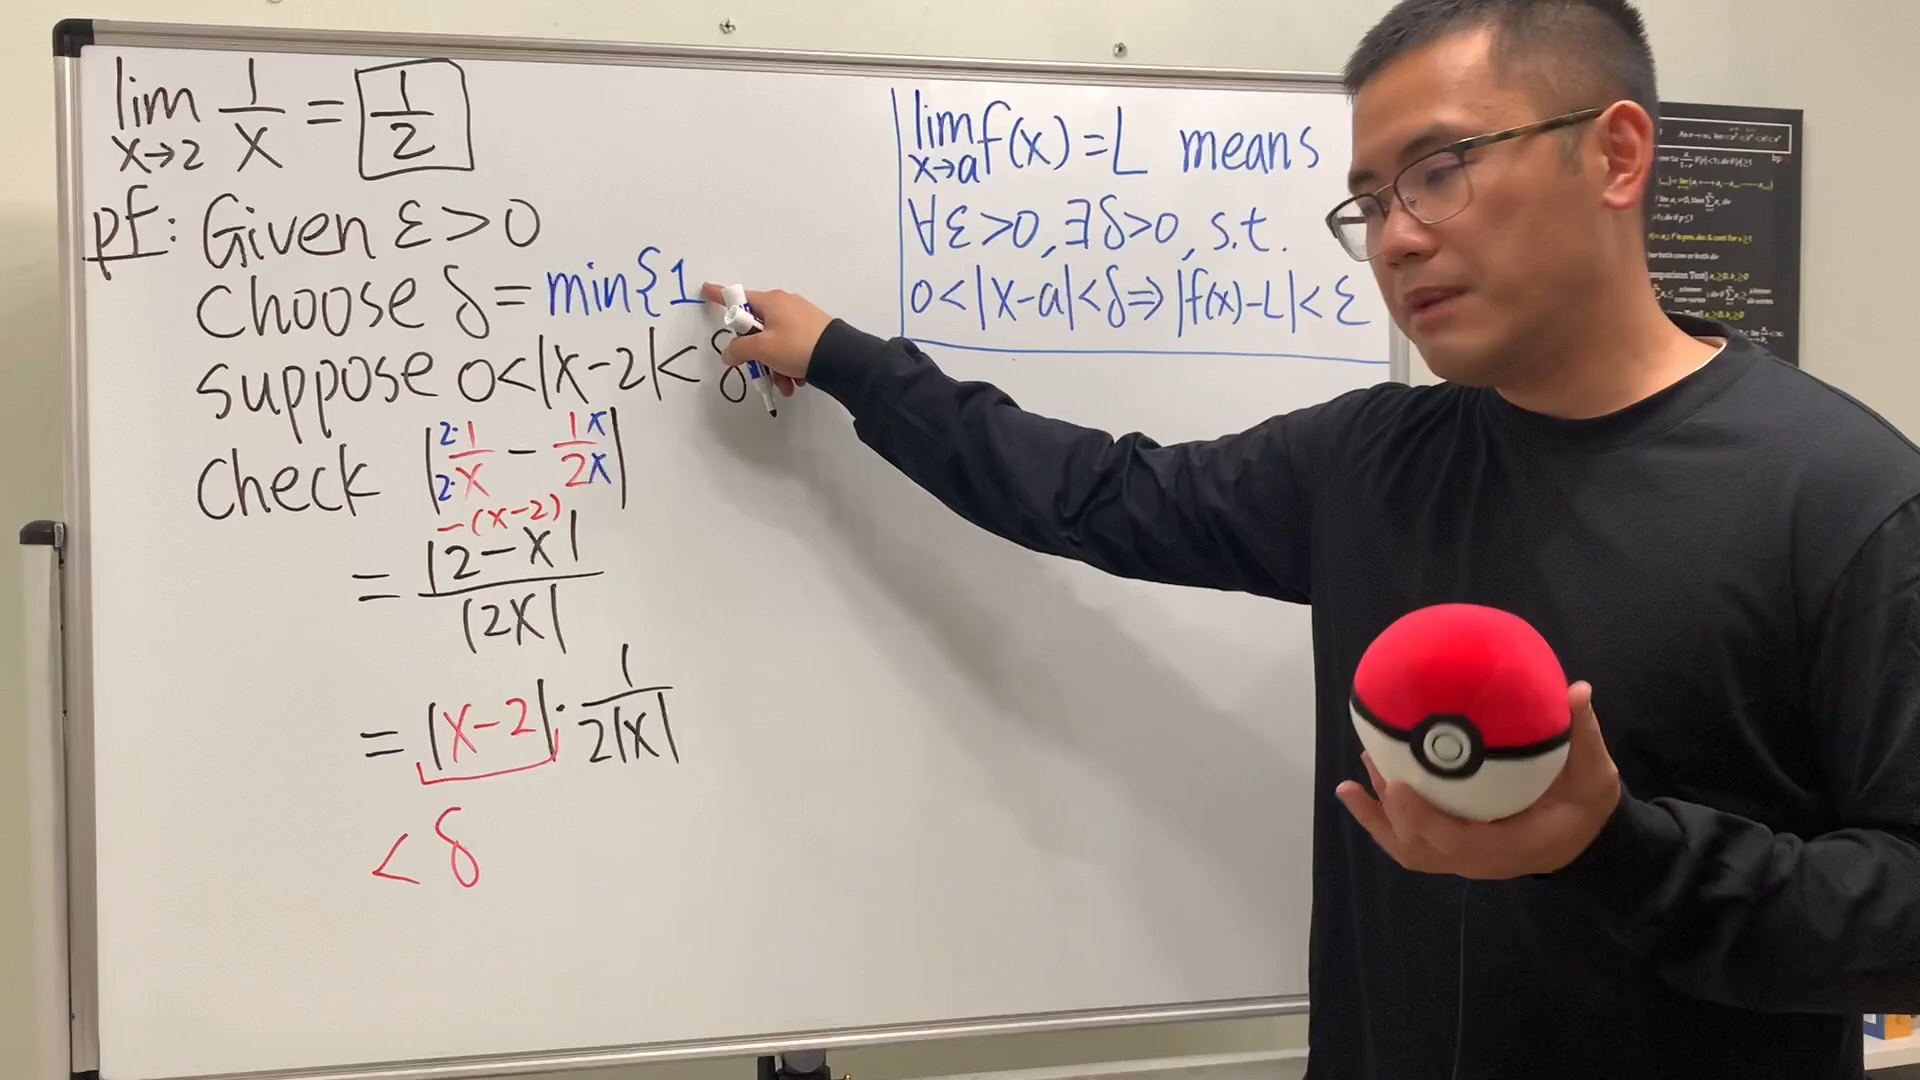 lim x→2 1/x = 1/2
pf: Given ε>0
choose δ = min{1
suppose 0<|x-2|<δ
Check |2·1/2·x - 1x/2x|
-(x-2)
= |2-x|/|2x|
= |x-2|·1/2|x|
< δ
lim x→a f(x) = L means
∀ε>0, ∃δ>0, s.t.
0<|x-a|<δ⇒|f(x)-L|<ε